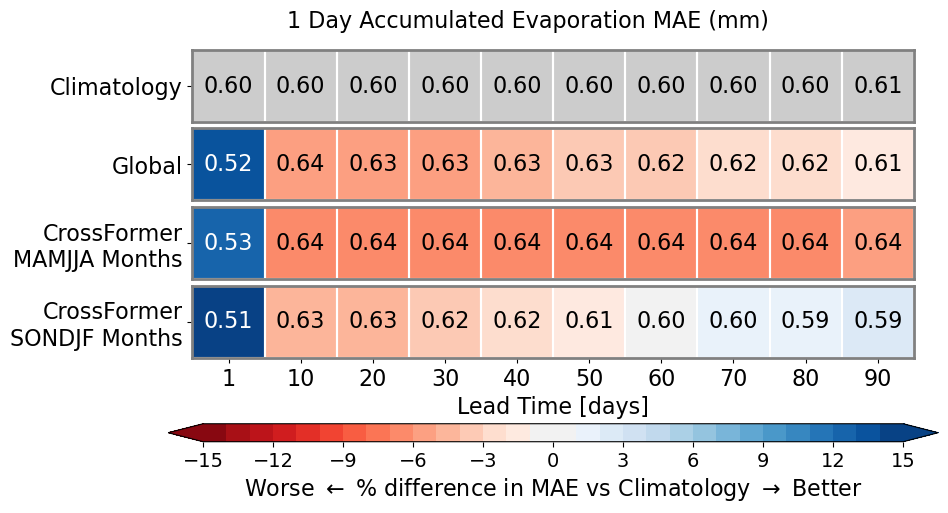 1 Day Accumulated Evaporation MAE (mm)
Climatology 0.60 0.60 0.60 0.60 0.60 0.60 0.60 0.60 0.60 0.61
Global 0.52 0.64 0.63 0.63 0.63 0.63 0.62 0.62 0.62 0.61
CrossFormer
MAMJJA Months 0.53 0.64 0.64 0.64 0.64 0.64 0.64 0.64 0.64 0.64
CrossFormer
SONDJF Months 0.51 0.63 0.63 0.62 0.62 0.61 0.60 0.60 0.59 0.59
1 10 20 30 40 50 60 70 80 90
Lead Time [days]
−15 −12 −9 −6 −3 0 3 6 9 12 15
Worse ← % difference in MAE vs Climatology → Better